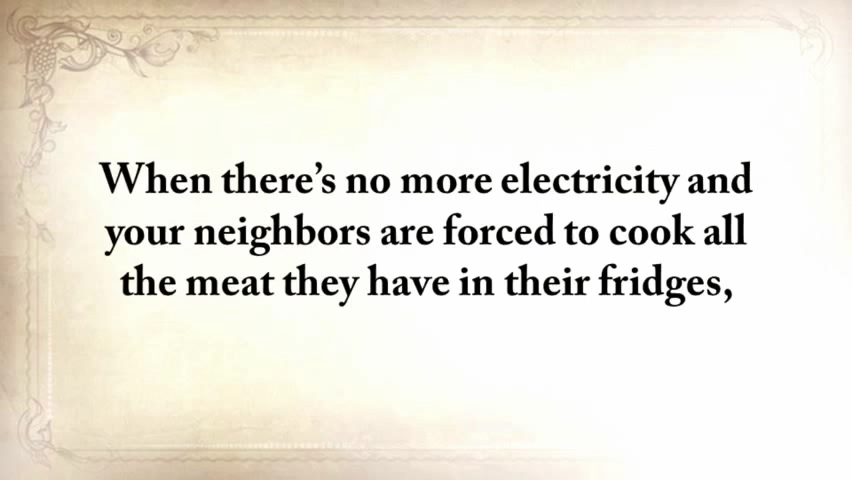 When there’s no more electricity and
your neighbors are forced to cook all
the meat they have in their fridges,